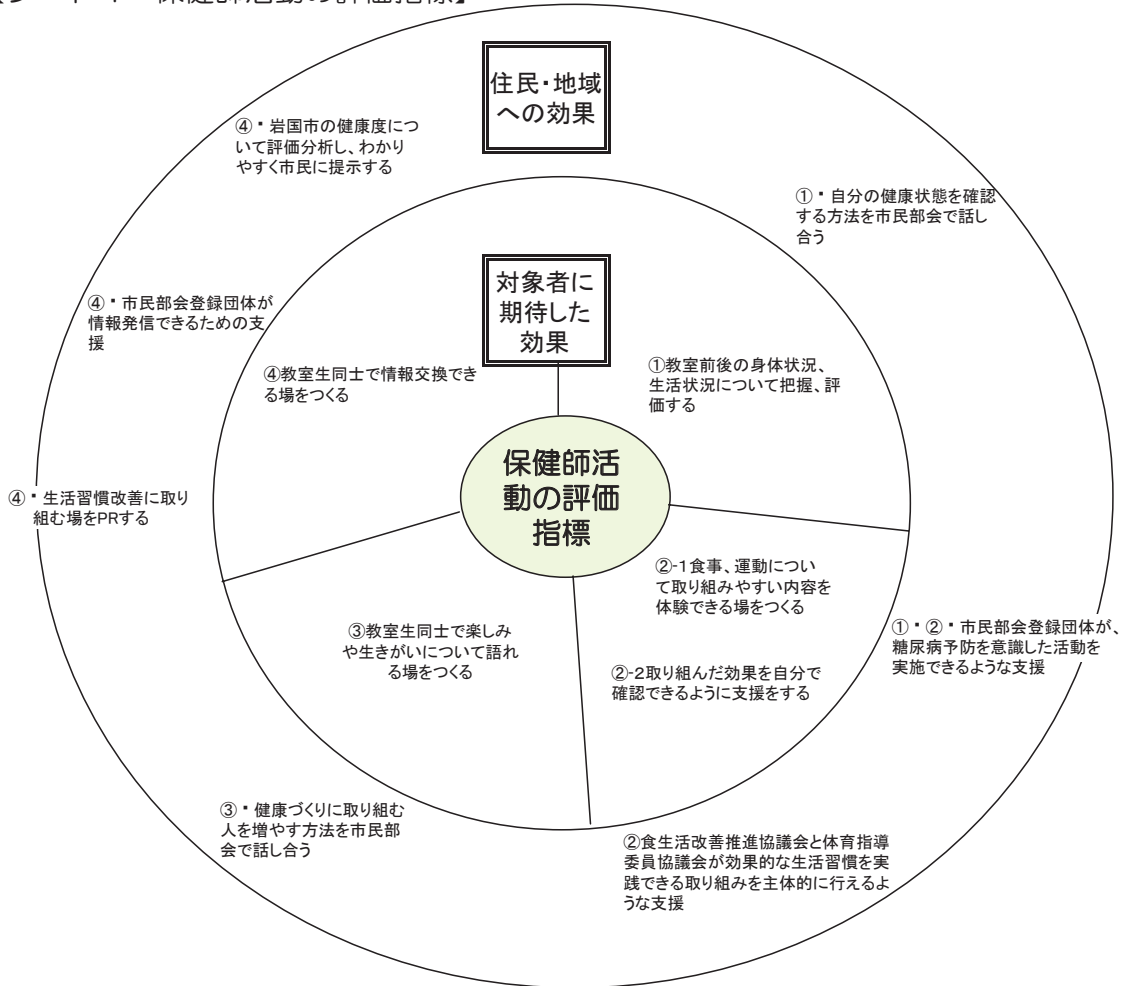 住民・地域
への効果
④・岩国市の健康度につ
いて評価分析し、わかり
やすく市民に提示する
①・自分の健康状態を確認
する方法を市民部会で話し
合う
対象者に
期待した
効果
④・市民部会登録団体が
情報発信できるための支
援
④教室生同士で情報交換でき
る場をつくる
①教室前後の身体状況、
生活状況について把握、評
価する
保健師活
動の評価
指標
④・生活習慣改善に取り
組む場をPRする
②-1食事、運動につい
て取り組みやすい内容を
体験できる場をつくる
③教室生同士で楽しみ
や生きがいについて語れ
る場をつくる
②-2取り組んだ効果を自分で
確認できるように支援をする
①・②・市民部会登録団体が、
糖尿病予防を意識した活動を
実施できるような支援
③・健康づくりに取り組む
人を増やす方法を市民部
会で話し合う
②食生活改善推進協議会と体育指導
委員協議会が効果的な生活習慣を実
践できる取り組みを主体的に行えるよ
うな支援